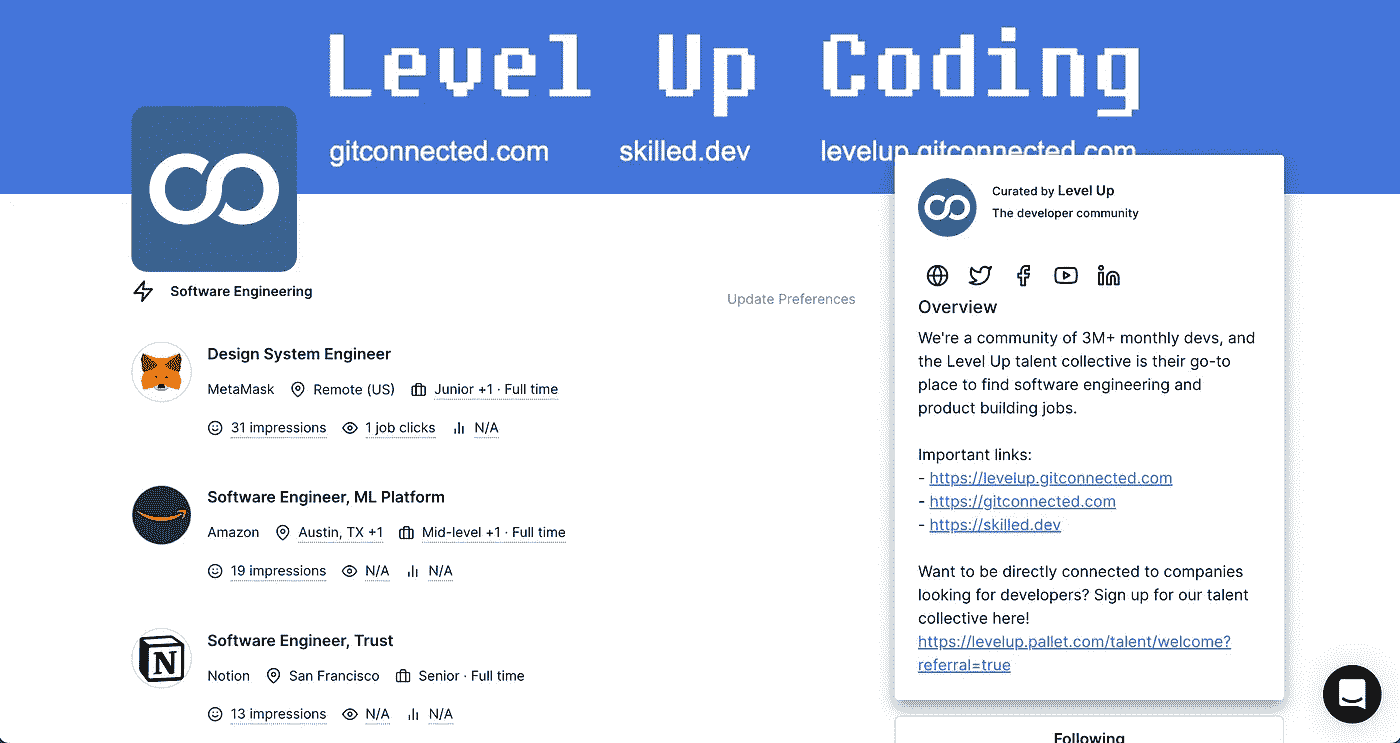 Level Up Coding
gitconnected.com skilled.dev levelup.gitconnected.com
Software Engineering
Update Preferences
Design System Engineer
MetaMask Remote (US) Junior +1 · Full time
31 impressions 1 job clicks N/A
Software Engineer, ML Platform
Amazon Austin, TX +1 Mid-level +1 · Full time
19 impressions N/A N/A
Software Engineer, Trust
Notion San Francisco Senior · Full time
13 impressions N/A N/A
Curated by Level Up
The developer community
Overview
We're a community of 3M+ monthly devs, and
the Level Up talent collective is their go-to
place to find software engineering and
product building jobs.
Important links:
- https://levelup.gitconnected.com
- https://gitconnected.com
- https://skilled.dev
Want to be directly connected to companies
looking for developers? Sign up for our talent
collective here!
https://levelup.pallet.com/talent/welcome?
referral=true
Following